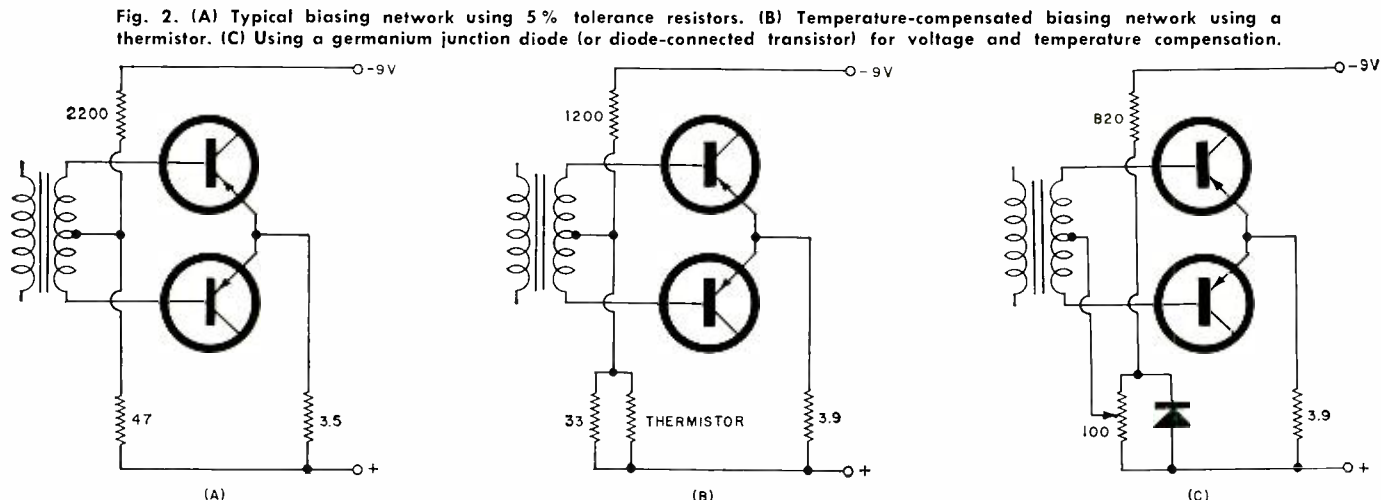 Fig. 2. (A) Typical biasing network using 5% tolerance resistors. (B) Temperature-compensated biasing network using a
thermistor. (C) Using a germanium junction diode (or diode-connected transistor) for voltage and temperature compensation.
-9V
2200
47
3.5
+
(A)
-9V
1200
33
THERMISTOR
3.9
+
(B)
-9V
820
100
3.9
+
(C)